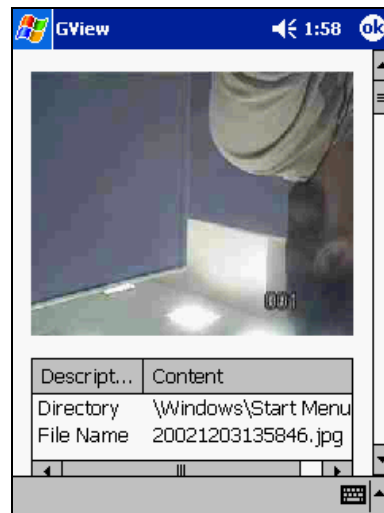 GView 1:58 ok
001
Descript... Content
Directory \Windows\Start Menu
File Name 20021203135846.jpg